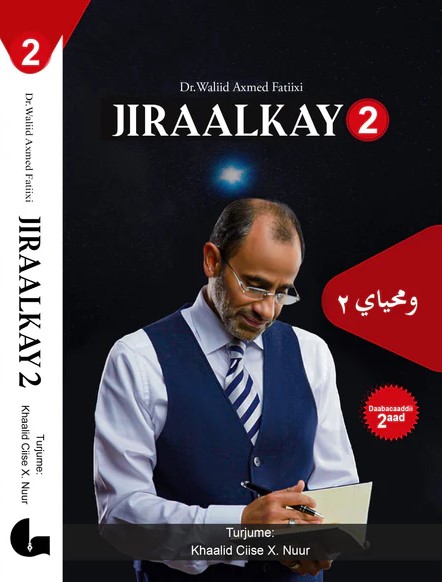 2
Dr.Waliid Axmed Fatiixi
JIRAALKAY 2
Turjume:
Khaalid Ciise X. Nuur
Dr.Waliid Axmed Fatiixi
JIRAALKAY 2
ومحياي ٢
Daabacaaddii
2aad
Turjume:
Khaalid Ciise X. Nuur